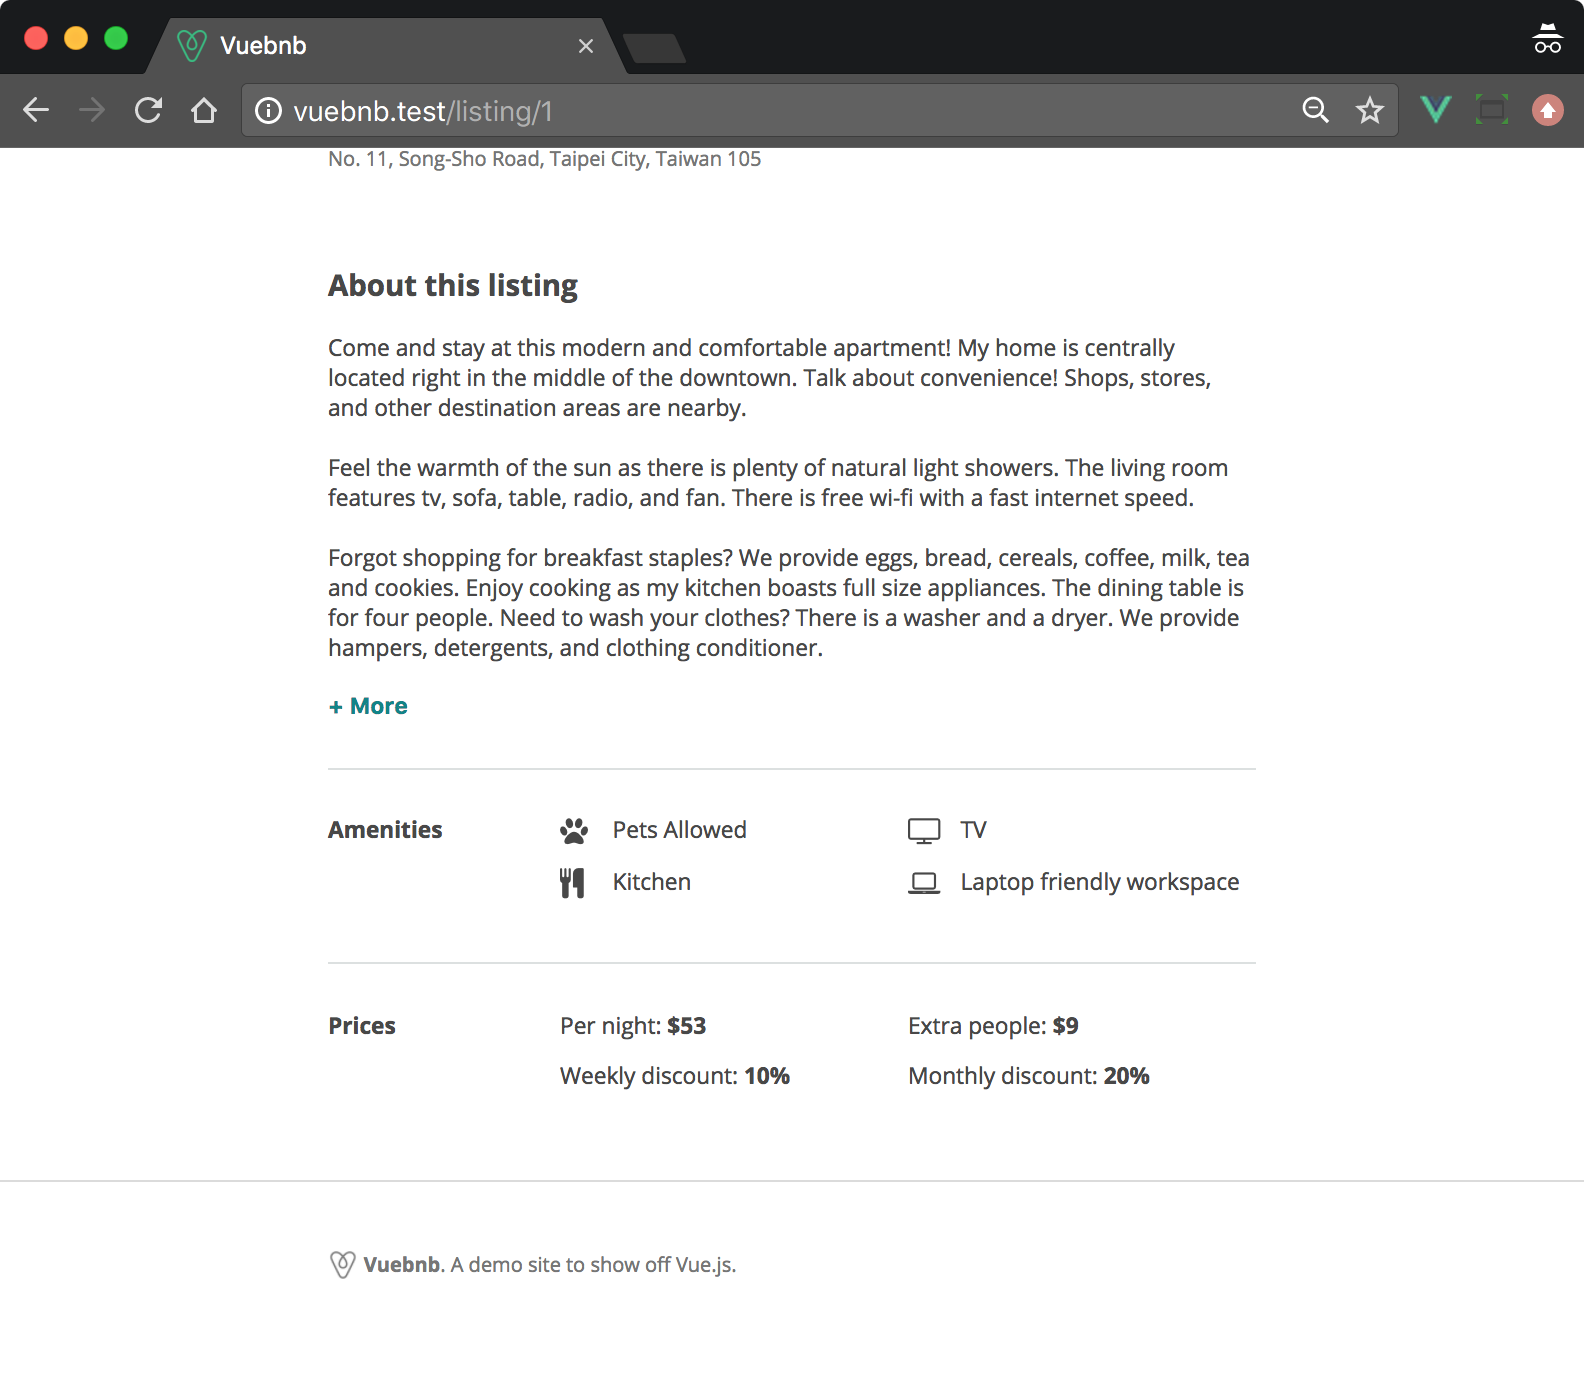 Vuebnb
vuebnb.test/listing/1
No. 11, Song-Sho Road, Taipei City, Taiwan 105
About this listing
Come and stay at this modern and comfortable apartment! My home is centrally
located right in the middle of the downtown. Talk about convenience! Shops, stores,
and other destination areas are nearby.
Feel the warmth of the sun as there is plenty of natural light showers. The living room
features tv, sofa, table, radio, and fan. There is free wi-fi with a fast internet speed.
Forgot shopping for breakfast staples? We provide eggs, bread, cereals, coffee, milk, tea
and cookies. Enjoy cooking as my kitchen boasts full size appliances. The dining table is
for four people. Need to wash your clothes? There is a washer and a dryer. We provide
hampers, detergents, and clothing conditioner.
+ More
Amenities Pets Allowed TV
Kitchen Laptop friendly workspace
Prices Per night: $53 Extra people: $9
Weekly discount: 10% Monthly discount: 20%
Vuebnb. A demo site to show off Vue.js.